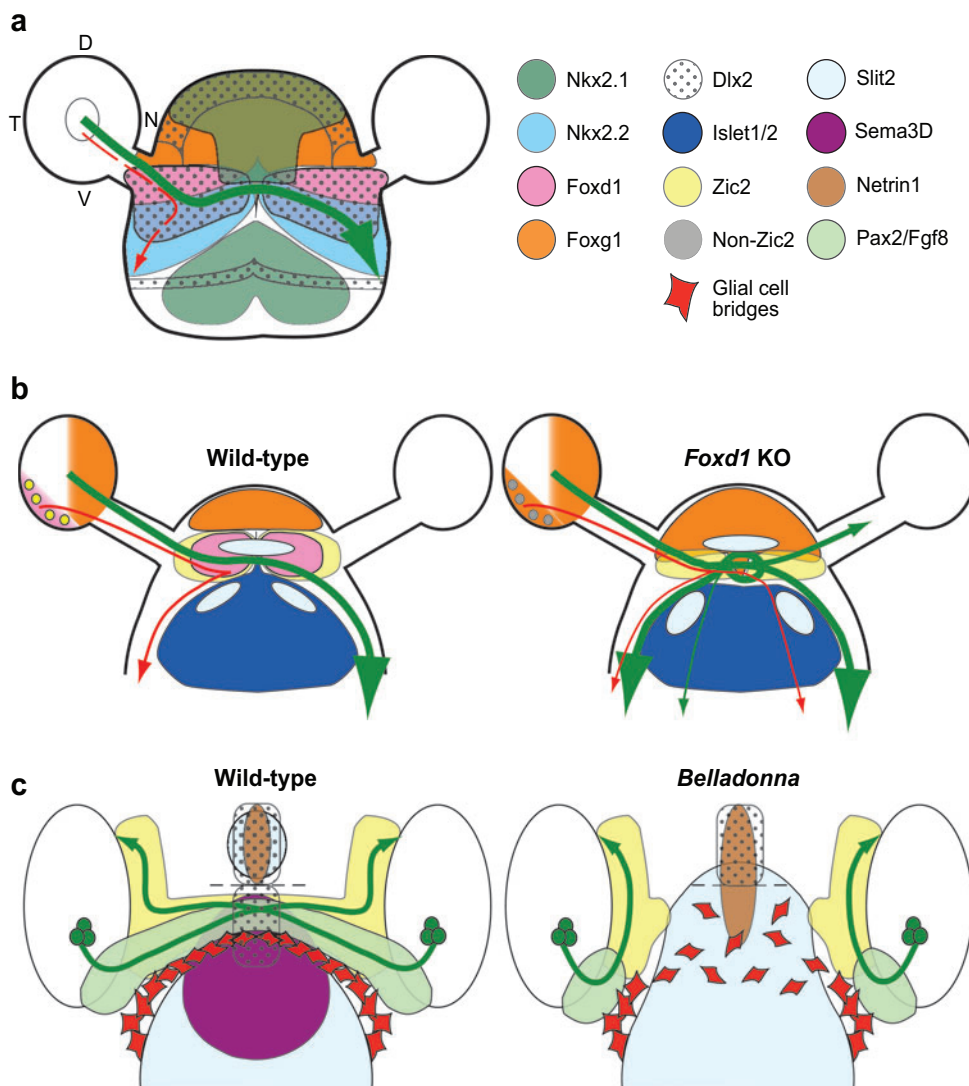 a
D
T
N
V
Nkx2.1
Dlx2
Slit2
Nkx2.2
Islet1/2
Sema3D
Foxd1
Zic2
Netrin1
Foxg1
Non-Zic2
Pax2/Fgf8
Glial cell
bridges
b
Wild-type
Foxd1 KO
c
Wild-type
Belladonna